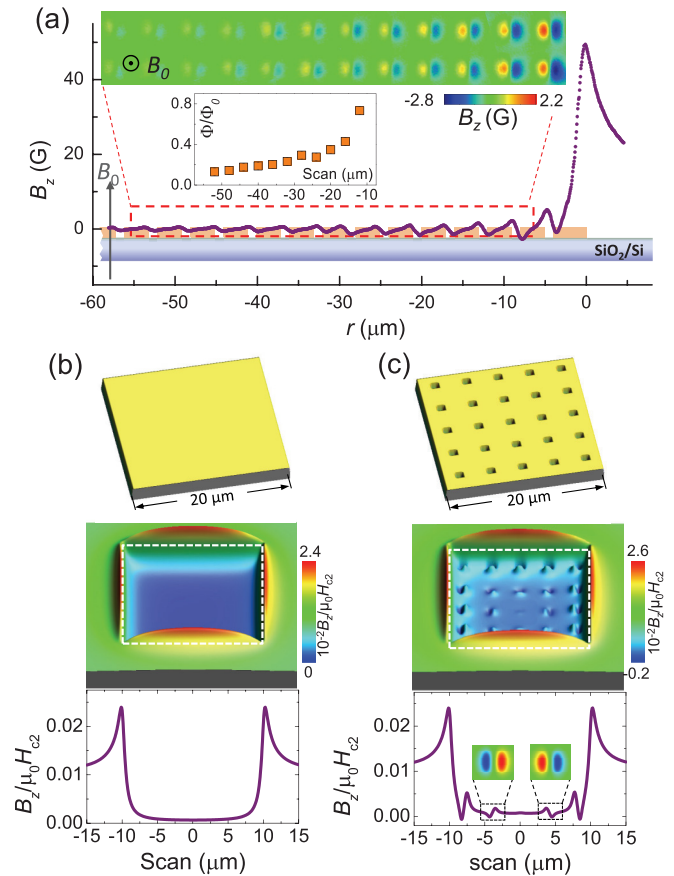 (a)
B0
-2.8
2.2
Bz (G)
Bz (G)
60
40
20
0
B0
Φ/Φ0
0.8
0.4
0.0
Scan (μm)
-50
-40
-30
-20
-10
SiO2/Si
-60
-50
-40
-30
-20
-10
0
r (μm)
(b)
(c)
20 μm
20 μm
2.4
10-2Bz/μ0Hc2
0
2.6
10-2Bz/μ0Hc2
-0.2
Bz/μ0Hc2
0.02
0.01
0.00
-15
-10
-5
0
5
10
15
Scan (μm)
Bz/μ0Hc2
0.02
0.01
0.00
-15
-10
-5
0
5
10
15
scan (μm)